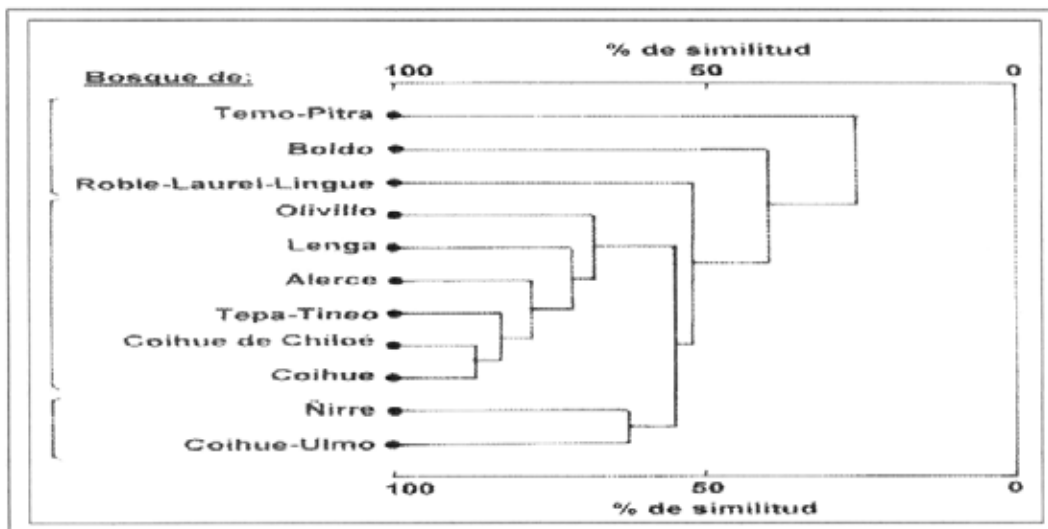 % de similitud
100 50 0
Bosque de:
Temo-Pitra
Boldo
Roble-Laurel-Lingue
Olivillo
Lenga
Alerce
Tepa-Tineo
Coihue de Chiloé
Coihue
Ñirre
Coihue-Ulmo
100 50 0
% de similitud